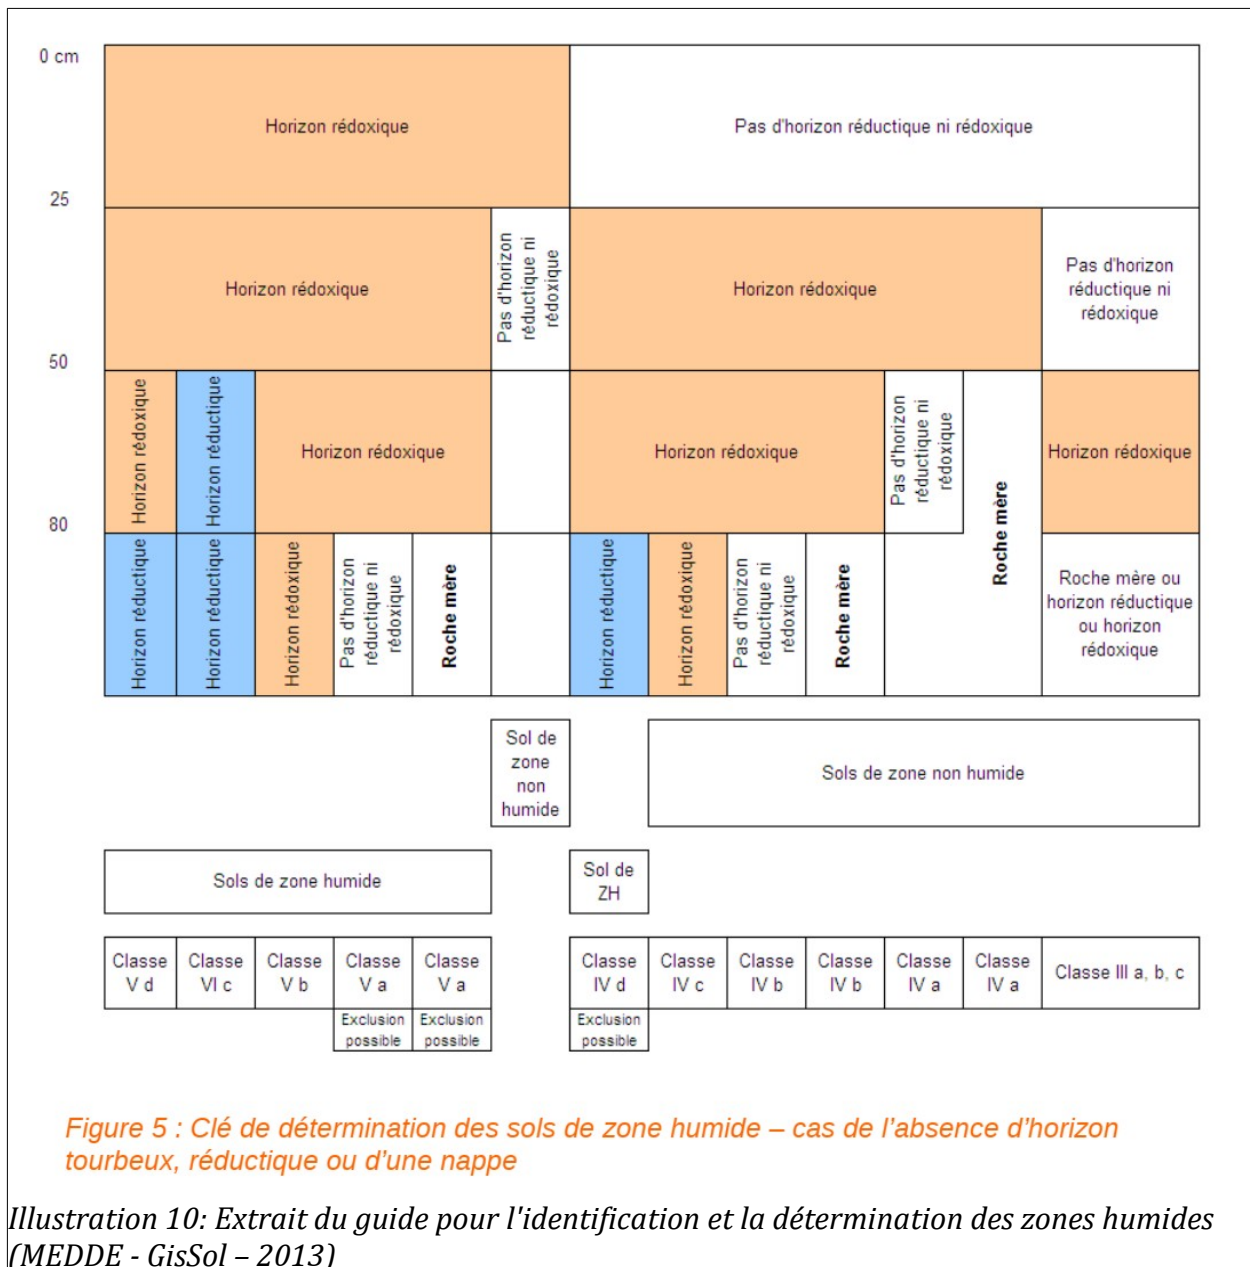 0 cm
Horizon rédoxique
Pas d'horizon réductique ni rédoxique
25
Horizon rédoxique
Pas d'horizon
réductique ni
rédoxique
Horizon rédoxique
Pas d'horizon
réductique ni
rédoxique
50
Horizon rédoxique
Horizon réductique
Horizon rédoxique
Horizon rédoxique
Pas d'horizon
réductique ni
rédoxique
Roche mère
Horizon rédoxique
80
Horizon réductique
Horizon réductique
Horizon rédoxique
Pas d'horizon
réductique ni
rédoxique
Roche mère
Horizon réductique
Horizon rédoxique
Pas d'horizon
réductique ni
rédoxique
Roche mère
Roche mère ou
horizon réductique
ou horizon
rédoxique
Sol de
zone
non
humide
Sols de zone non humide
Sols de zone humide
Sol de
ZH
Classe
V d
Classe
VI c
Classe
V b
Classe
V a
Classe
V a
Classe
IV d
Classe
IV c
Classe
IV b
Classe
IV b
Classe
IV a
Classe
IV a
Classe III a, b, c
Exclusion
possible
Exclusion
possible
Exclusion
possible
Figure 5 : Clé de détermination des sols de zone humide – cas de l'absence d'horizon
tourbeux, réductique ou d'une nappe
Illustration 10: Extrait du guide pour l'identification et la détermination des zones humides
(MEDDE - GisSol – 2013)